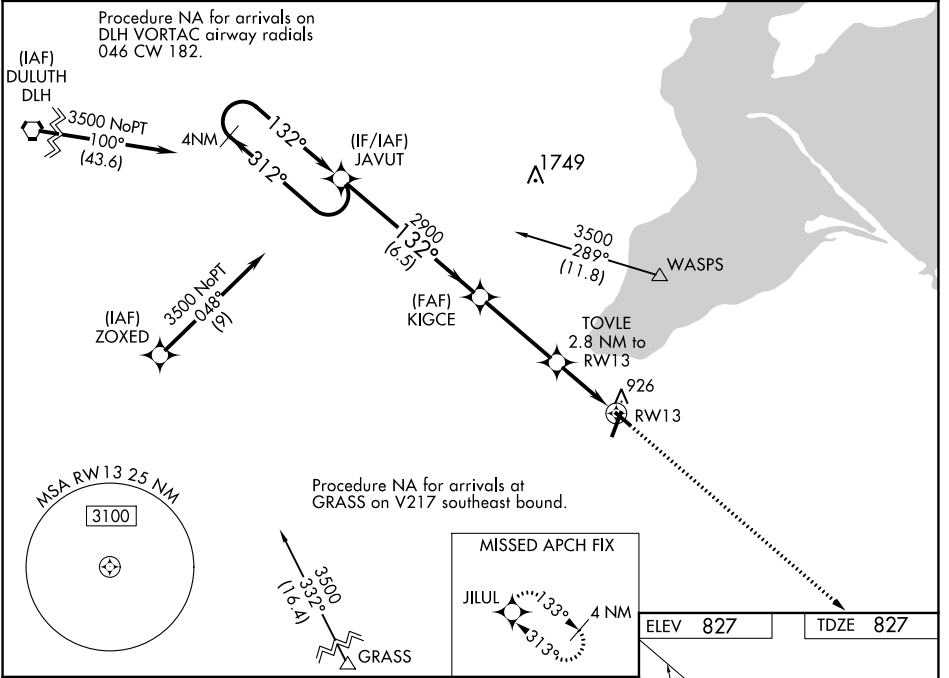 Procedure NA for arrivals on
DLH VORTAC airway radials
046 CW 182.
(IAF)
DULUTH
DLH
3500 NoPT
100°
(43.6)
4NM
132°
312°
(IF/IAF)
JAVUT
1749
2900
132°
(6.5)
3500
289°
(11.8)
WASPS
3500 NoPT
048°
(9)
(IAF)
ZOXED
(FAF)
KIGCE
TOVLE
2.8 NM to
RW13
926
RW13
MSA RW13 25 NM
3100
Procedure NA for arrivals at
GRASS on V217 southeast bound.
3500
332°
(16.4)
GRASS
MISSED APCH FIX
JILUL
133°
313°
4 NM
ELEV 827
TDZE 827